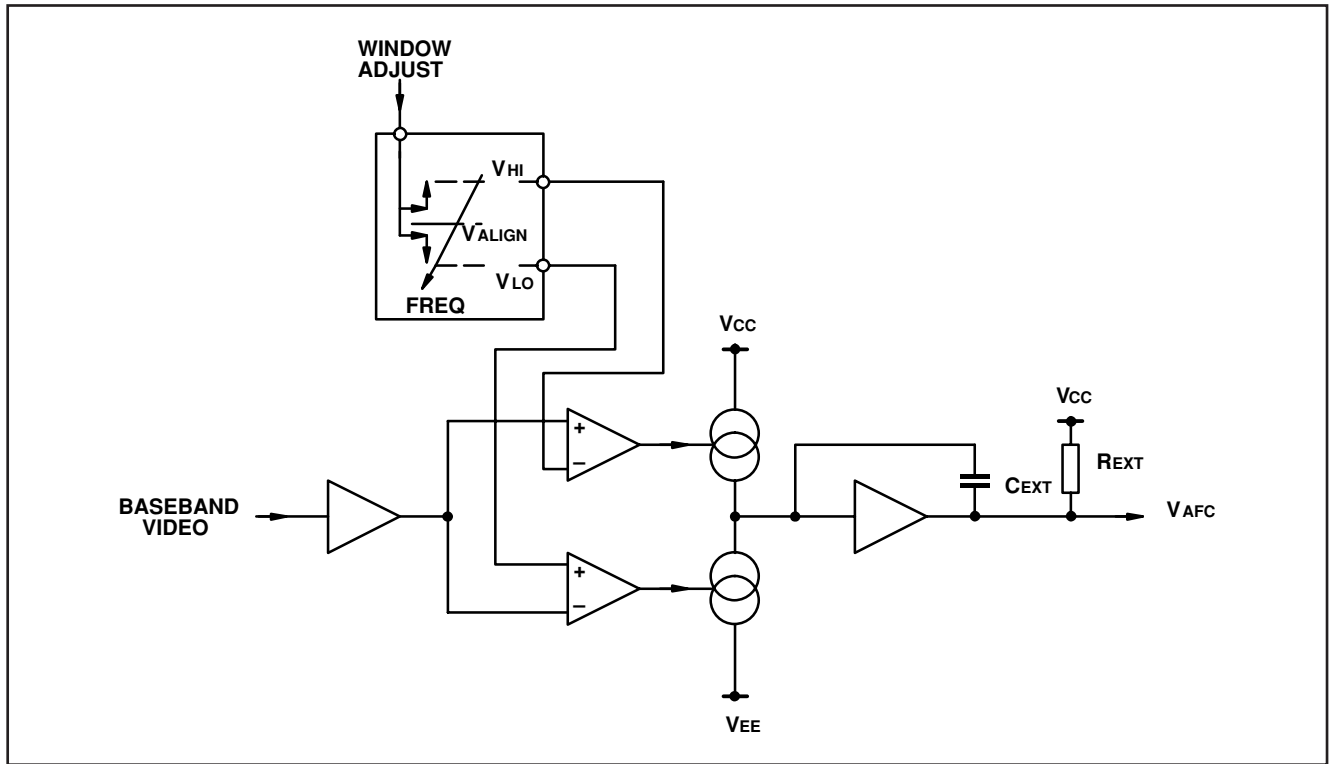 WINDOW
ADJUST
VHI
VALIGN
VLO
FREQ
VCC
VCC
+
−
REXT
CEXT
BASEBAND
VIDEO
VAFC
+
−
VEE